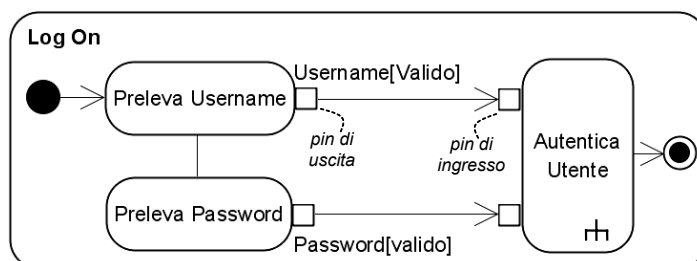 Log On
Username[Valido]
Preleva Username
pin di
uscita
pin di
ingresso
Autentica
Utente
Preleva Password
Password[valido]